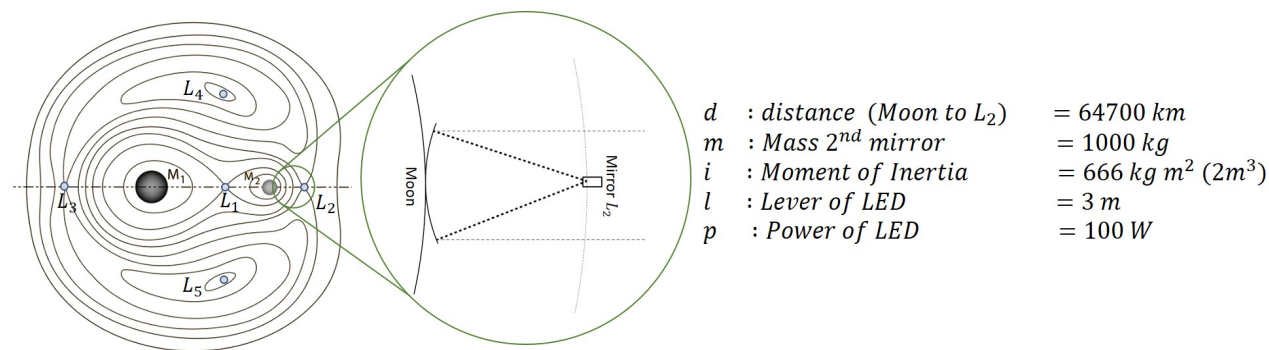 L₄
M₁
M₂
L₃
L₁
L₂
L₅
Moon
Mirror L₂
d : distance (Moon to L₂) = 64700 km
m : Mass 2ⁿᵈ mirror = 1000 kg
i : Moment of Inertia = 666 kg m² (2m³)
l : Lever of LED = 3 m
p : Power of LED = 100 W